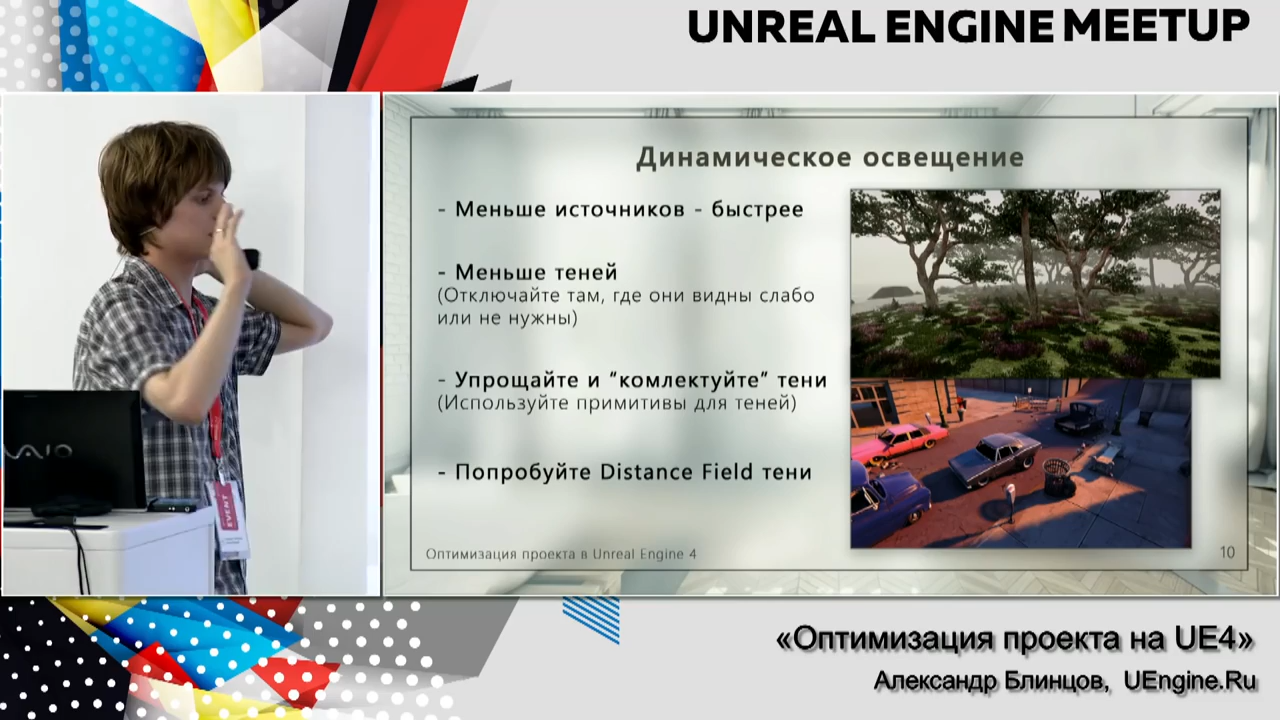 UNREAL ENGINE MEETUP
Динамическое освещение
- Меньше источников - быстрее
- Меньше теней
(Отключайте там, где они видны слабо
или не нужны)
- Упрощайте и “комлектуйте” тени
(Используйте примитивы для теней)
- Попробуйте Distance Field тени
Оптимизация проекта в Unreal Engine 4
10
VAIO
EVENT
«Оптимизация проекта на UE4»
Александр Блинцов, UEngine.Ru